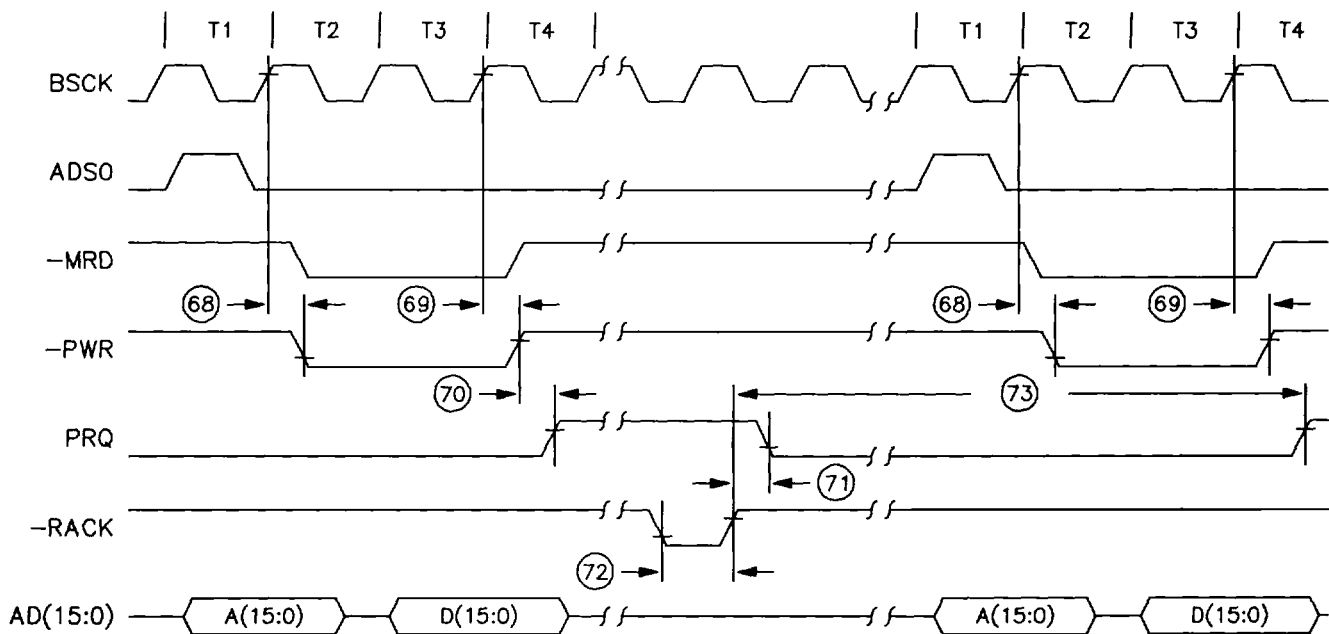 T1 T2 T3 T4 T1 T2 T3 T4
BSCK
ADS0
-MRD
68 69 68 69
-PWR
70 73
PRQ
71
-RACK
72
AD(15:0) A(15:0) D(15:0) A(15:0) D(15:0)